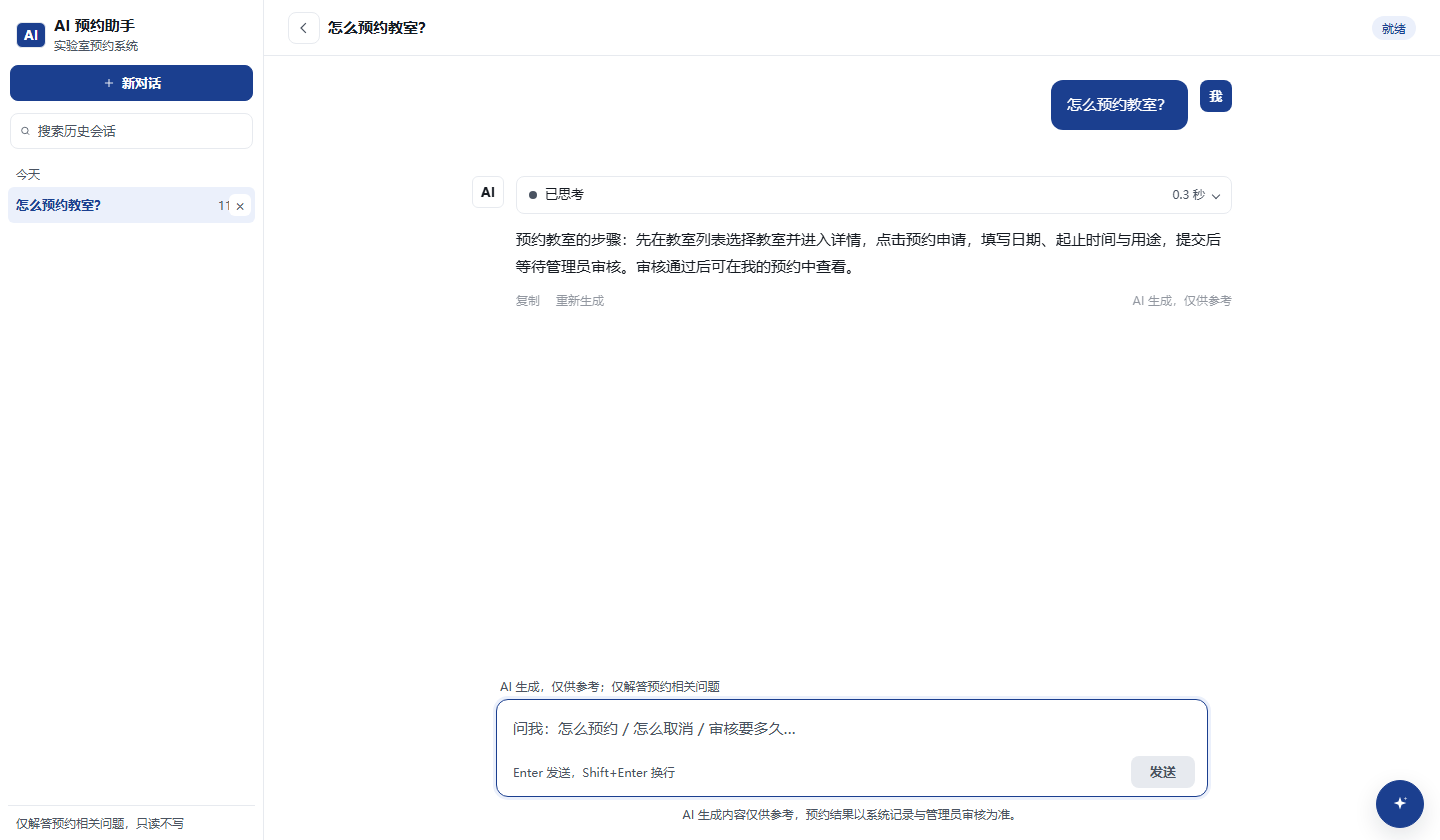 AI
AI 预约助手
实验室预约系统
+ 新对话
搜索历史会话
今天
怎么预约教室?
11
仅解答预约相关问题，只读不写
怎么预约教室?
就绪
怎么预约教室?
我
AI
已思考
0.3 秒
预约教室的步骤：先在教室列表选择教室并进入详情，点击预约申请，填写日期、起止时间与用途，提交后
等待管理员审核。审核通过后可在我的预约中查看。
复制 重新生成
AI 生成，仅供参考
AI 生成，仅供参考；仅解答预约相关问题
问我：怎么预约 / 怎么取消 / 审核要多久...
Enter 发送，Shift+Enter 换行
发送
AI 生成内容仅供参考，预约结果以系统记录与管理员审核为准。